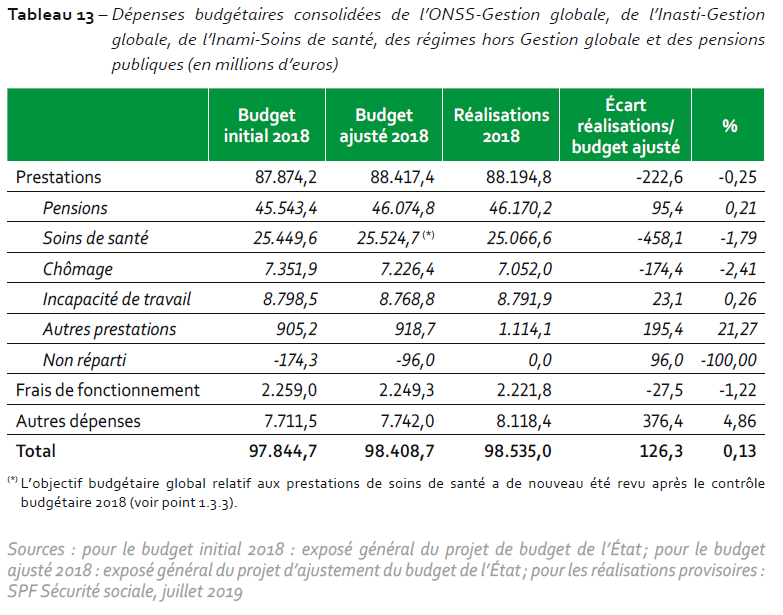 Tableau 13 – Dépenses budgétaires consolidées de l’ONSS-Gestion globale, de l’Inasti-Gestion
globale, de l’Inami-Soins de santé, des régimes hors Gestion globale et des pensions
publiques (en millions d’euros)
Budget initial 2018 Budget ajusté 2018 Réalisations 2018 Écart réalisations/ budget ajusté %
Prestations 87.874,2 88.417,4 88.194,8 -222,6 -0,25
Pensions 45.543,4 46.074,8 46.170,2 95,4 0,21
Soins de santé 25.449,6 25.524,7 (*) 25.066,6 -458,1 -1,79
Chômage 7.351,9 7.226,4 7.052,0 -174,4 -2,41
Incapacité de travail 8.798,5 8.768,8 8.791,9 23,1 0,26
Autres prestations 905,2 918,7 1.114,1 195,4 21,27
Non réparti -174,3 -96,0 0,0 96,0 -100,00
Frais de fonctionnement 2.259,0 2.249,3 2.221,8 -27,5 -1,22
Autres dépenses 7.711,5 7.742,0 8.118,4 376,4 4,86
Total 97.844,7 98.408,7 98.535,0 126,3 0,13
(*) L’objectif budgétaire global relatif aux prestations de soins de santé a de nouveau été revu après le contrôle
budgétaire 2018 (voir point 1.3.3).
Sources : pour le budget initial 2018 : exposé général du projet de budget de l’État ; pour le budget
ajusté 2018 : exposé général du projet d’ajustement du budget de l’État ; pour les réalisations provisoires :
SPF Sécurité sociale, juillet 2019